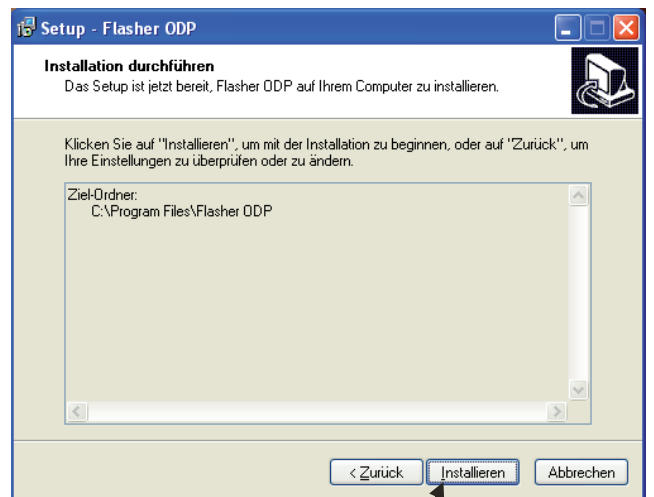 Setup - Flasher ODP
Installation durchführen
Das Setup ist jetzt bereit, Flasher ODP auf Ihrem Computer zu installieren.
Klicken Sie auf "Installieren", um mit der Installation zu beginnen, oder auf "Zurück", um
Ihre Einstellungen zu überprüfen oder zu ändern.
Ziel-Ordner:
C:\Program Files\Flasher ODP
< Zurück Installieren Abbrechen